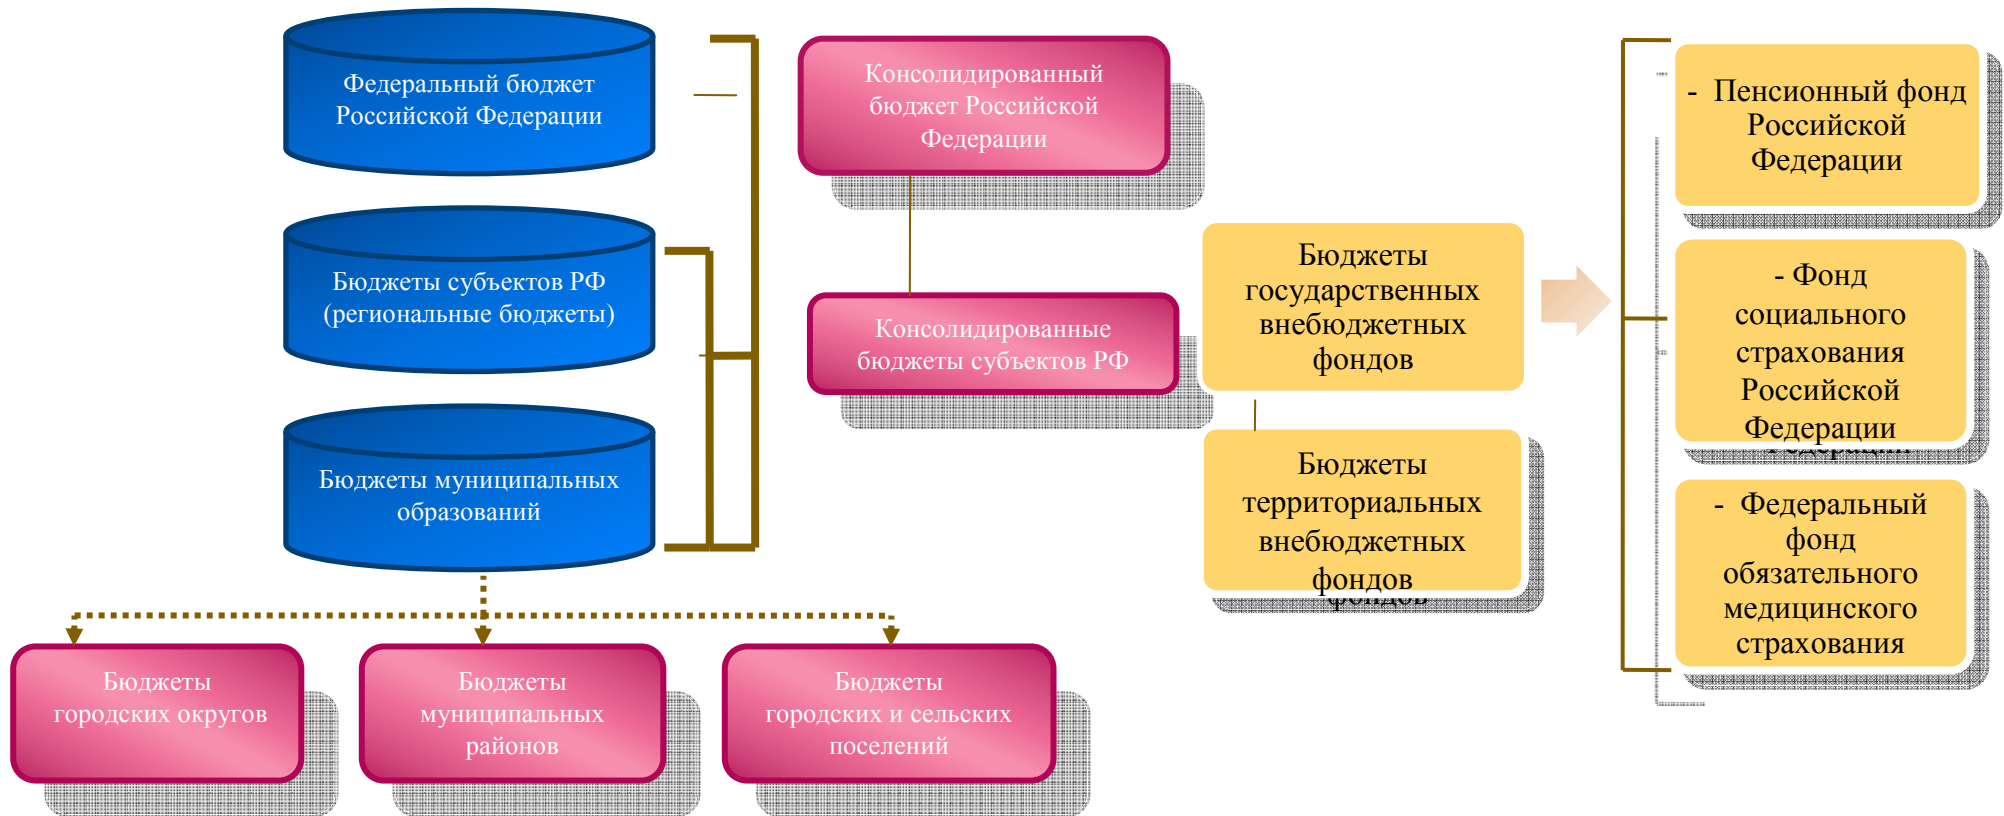 Федеральный бюджет
Российской Федерации
Бюджеты субъектов РФ
(региональные бюджеты)
Бюджеты муниципальных
образований
Бюджеты
городских округов
Бюджеты
муниципальных
районов
Бюджеты
городских и сельских
поселений
Консолидированный
бюджет Российской
Федерации
Консолидированные
бюджеты субъектов РФ
Бюджеты
государственных
внебюджетных
фондов
Бюджеты
территориальных
внебюджетных
фондов
- Пенсионный фонд
Российской
Федерации
- Фонд
социального
страхования
Российской
Федерации
- Федеральный
фонд
обязательного
медицинского
страхования